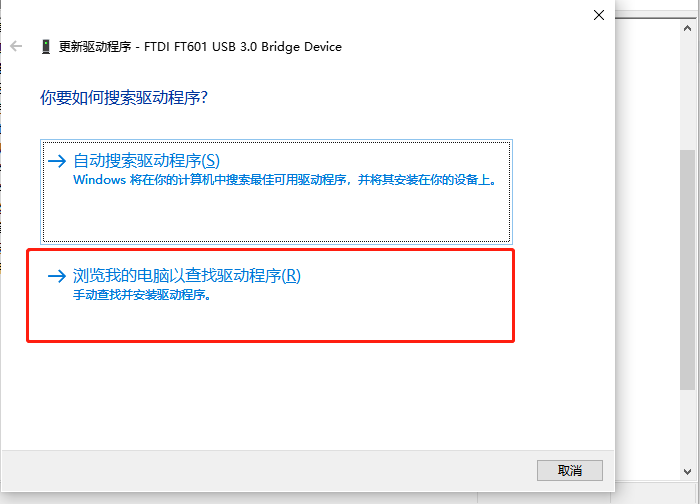 更新驱动程序 - FTDI FT601 USB 3.0 Bridge Device
你要如何搜索驱动程序?
自动搜索驱动程序(S)
Windows 将在你的计算机中搜索最佳可用驱动程序，并将其安装在你的设备上。
浏览我的电脑以查找驱动程序(R)
手动查找并安装驱动程序。
取消